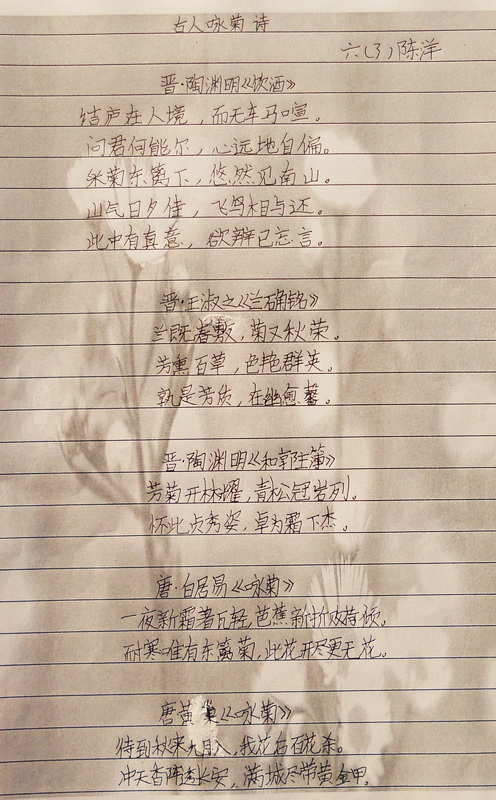 古人咏菊诗
六(3)陈洋
晋·陶渊明《饮酒》
结庐在人境，而无车马喧。
问君何能尔，心远地自偏。
采菊东篱下，悠然见南山。
山气日夕佳，飞鸟相与还。
此中有真意，欲辨已忘言。
晋·王淑之《兰石确铭》
兰既春敷，菊又秋荣。
芳熏百草，色艳群英。
孰是芳质，在幽愈馨。
晋·陶渊明《和郭主簿》
芳菊开林耀，青松冠岩列。
怀此贞秀姿，卓为霜下杰。
唐·白居易《咏菊》
一夜新霜著瓦轻，芭蕉新折败荷倾。
耐寒唯有东篱菊，此花开尽更无花。
唐黄巢《咏菊》
待到秋来九月八，我花占百花杀。
冲天香阵透长安，满城尽带黄金甲。